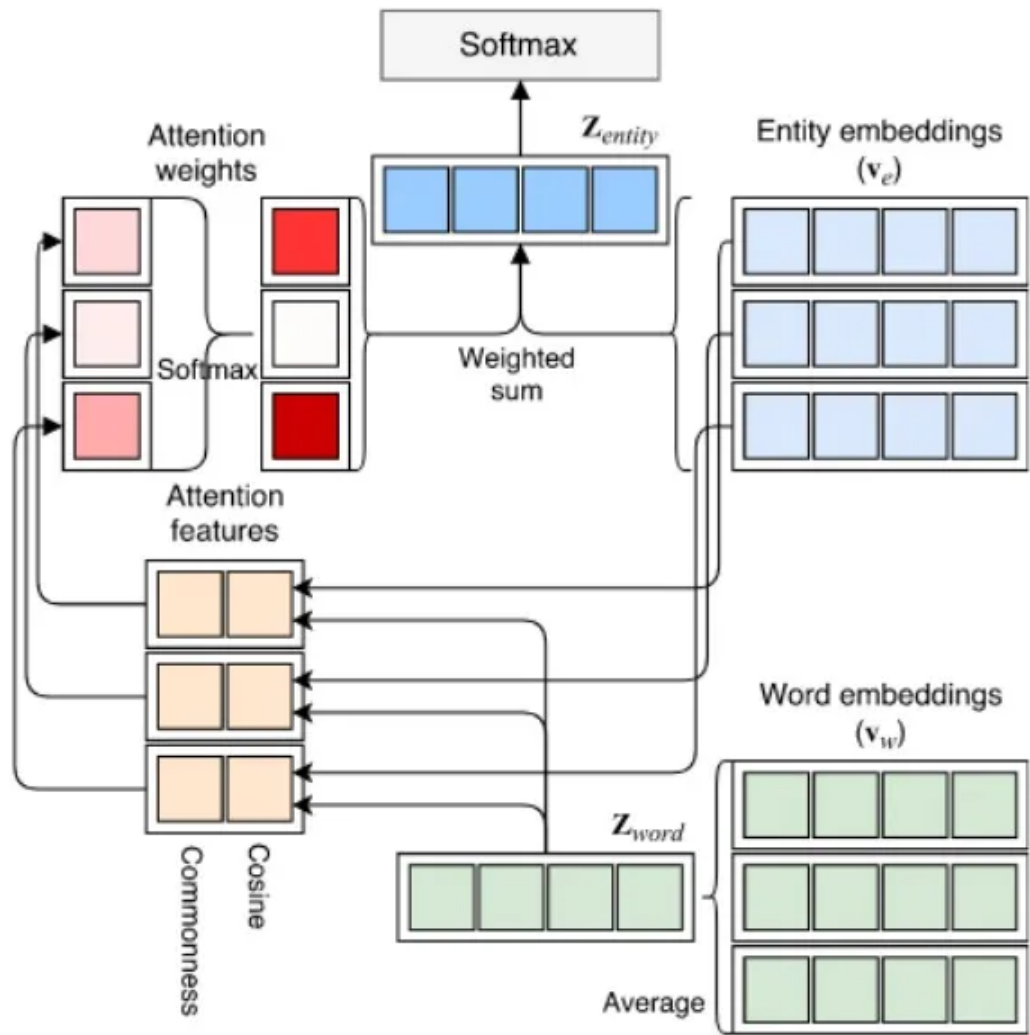 Softmax
Z_entity
Attention
weights
Entity embeddings
(v_e)
Softmax
Weighted
sum
Attention
features
Word embeddings
(v_w)
Z_word
Commonness
Cosine
Average